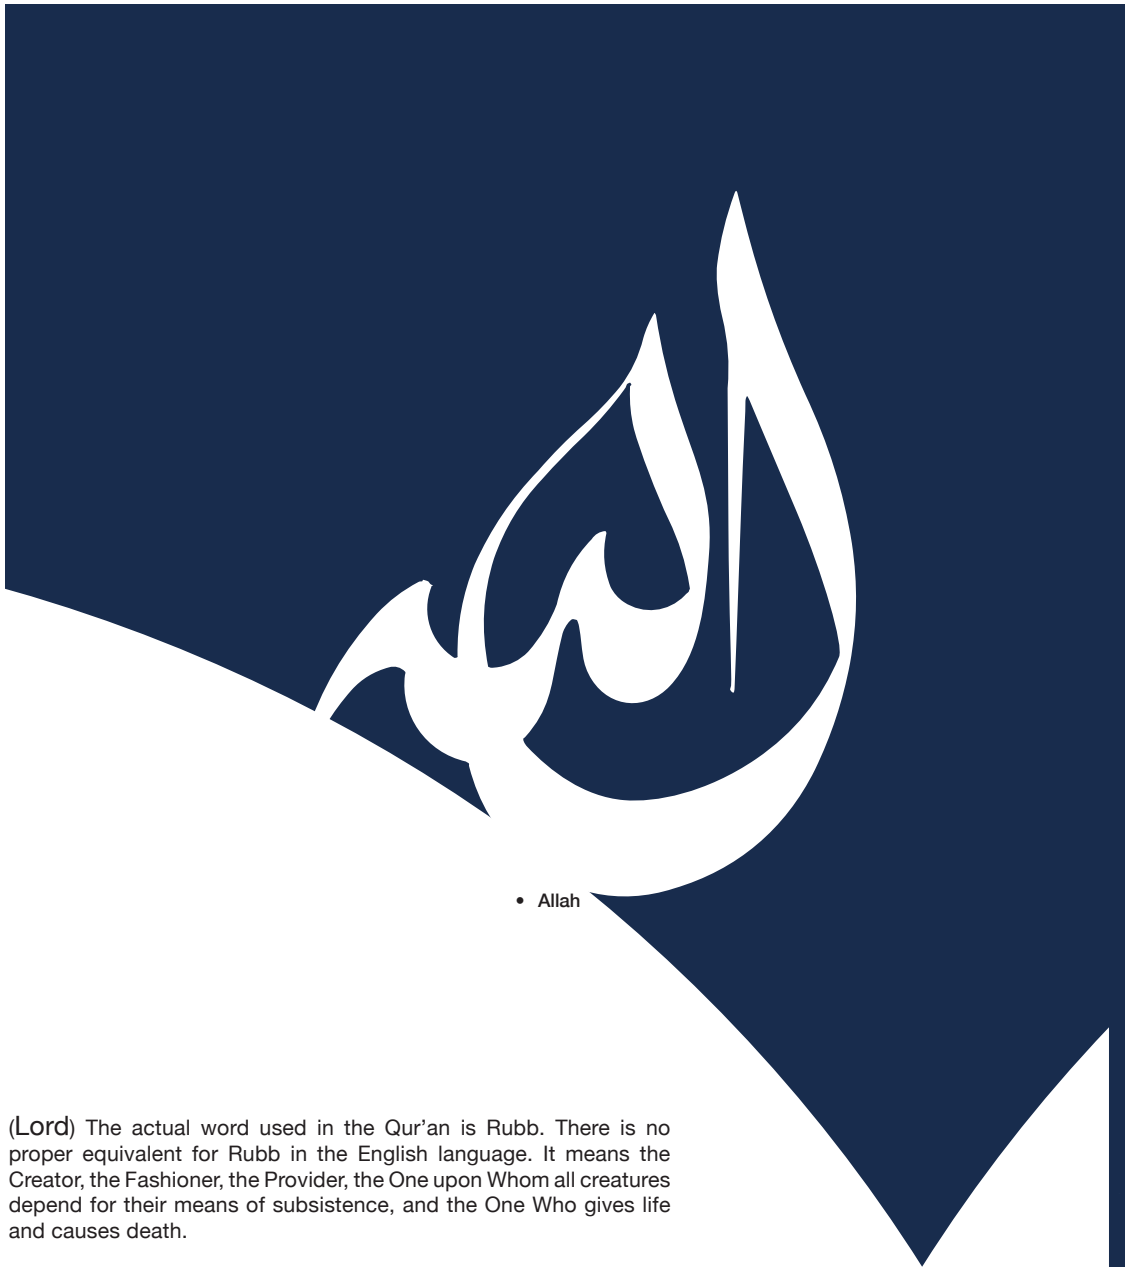 الله
• Allah
(Lord) The actual word used in the Qur’an is Rubb. There is no
proper equivalent for Rubb in the English language. It means the
Creator, the Fashioner, the Provider, the One upon Whom all creatures
depend for their means of subsistence, and the One Who gives life
and causes death.